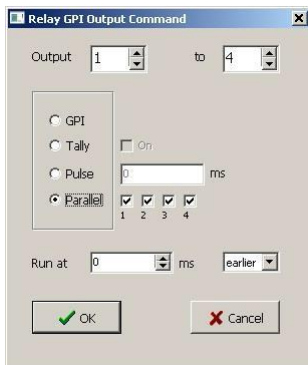 Relay GPI Output Command
Output 1 to 4
GPI
Tally On
Pulse 0 ms
Parallel
1 2 3 4
Run at 0 ms earlier
OK Cancel